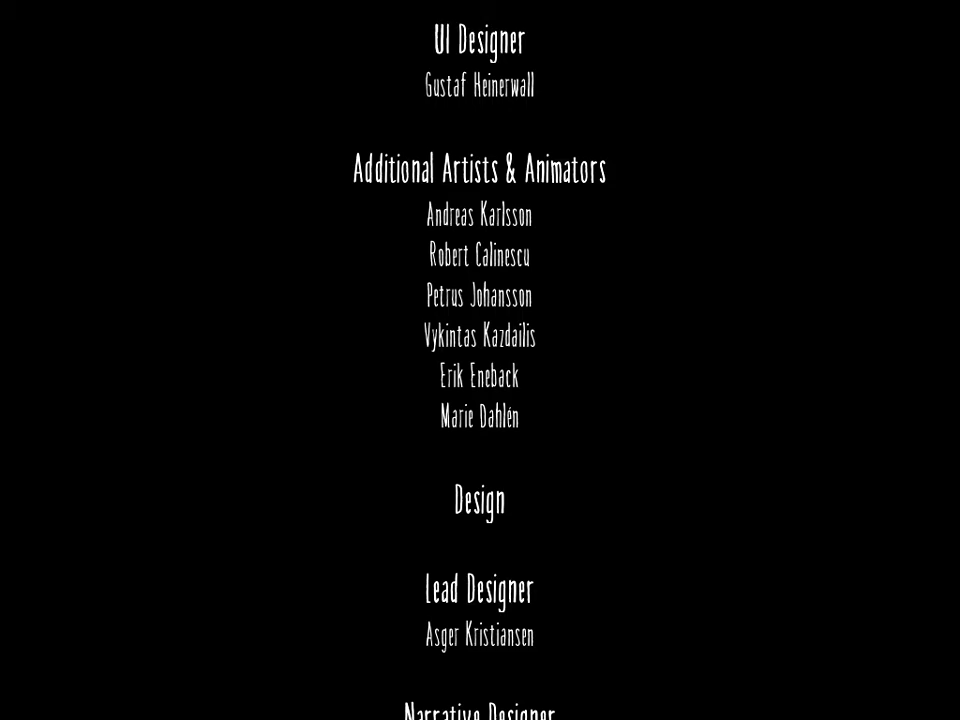 UI Designer
Gustaf Heinerwall
Additional Artists & Animators
Andreas Karlsson
Robert Calinescu
Petrus Johansson
Vykintas Kazdailis
Erik Eneback
Marie Dahlén
Design
Lead Designer
Asger Kristiansen
Narrative Designer